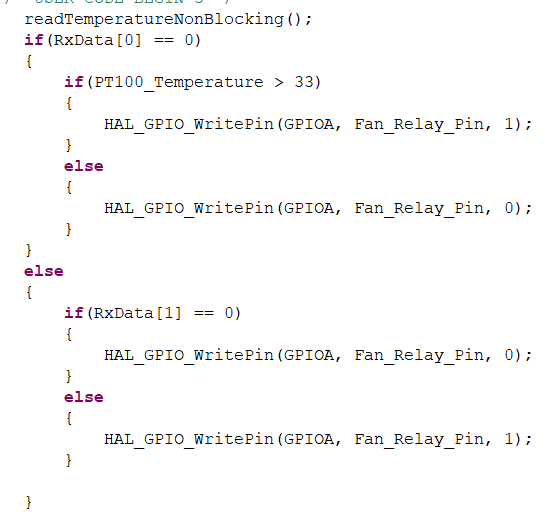 readTemperatureNonBlocking();
if(RxData[0] == 0)
{
    if(PT100_Temperature > 33)
    {
        HAL_GPIO_WritePin(GPIOA, Fan_Relay_Pin, 1);
    }
    else
    {
        HAL_GPIO_WritePin(GPIOA, Fan_Relay_Pin, 0);
    }
}
else
{
    if(RxData[1] == 0)
    {
        HAL_GPIO_WritePin(GPIOA, Fan_Relay_Pin, 0);
    }
    else
    {
        HAL_GPIO_WritePin(GPIOA, Fan_Relay_Pin, 1);
    }

}